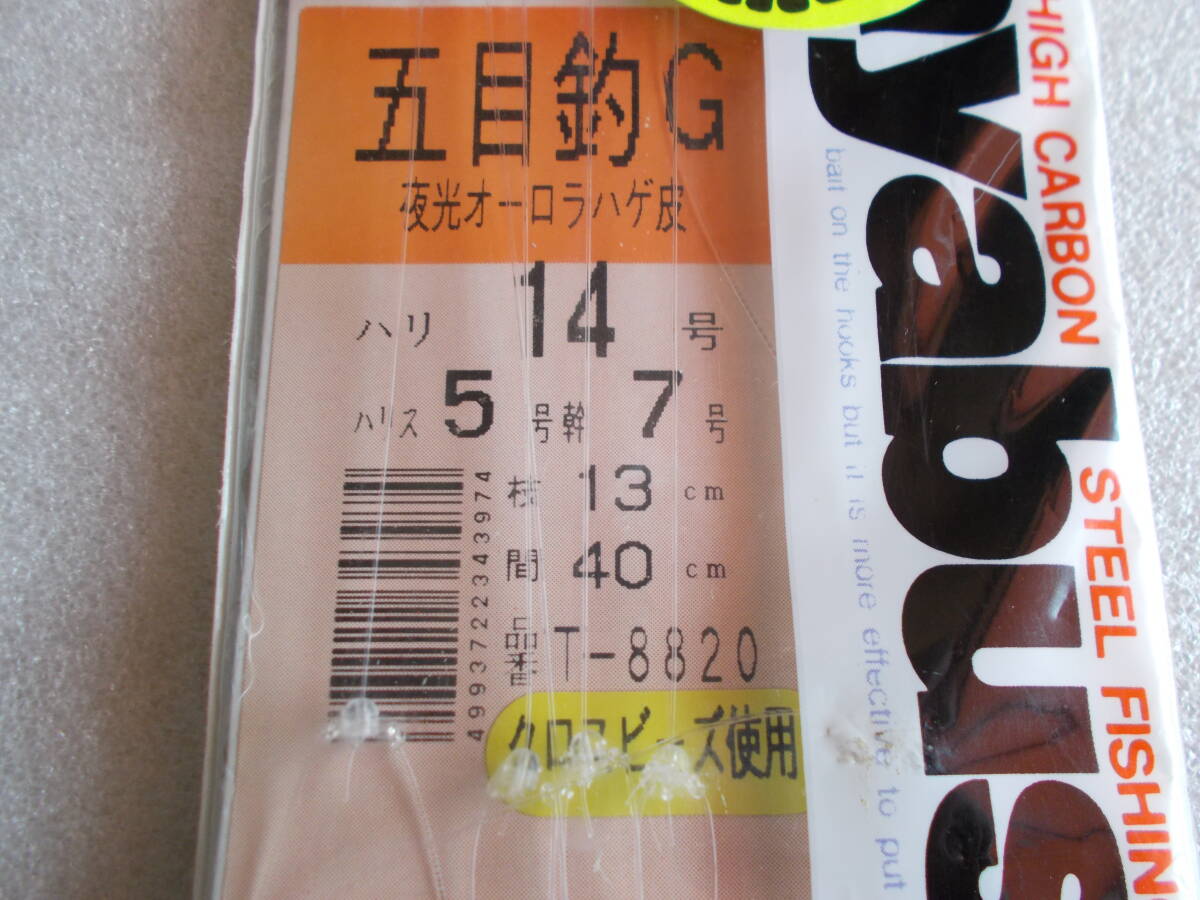 五目釣G
夜光オーロラハゲ皮
ハリ 14 号
ハリス 5 号幹 7 号
枝 13 cm
間 40 cm
品番 T-8820
クロスビーズ使用
4993722343974
bait on the hooks but it is more effective to put
yabus
HIGH CARBON STEEL FISHIN